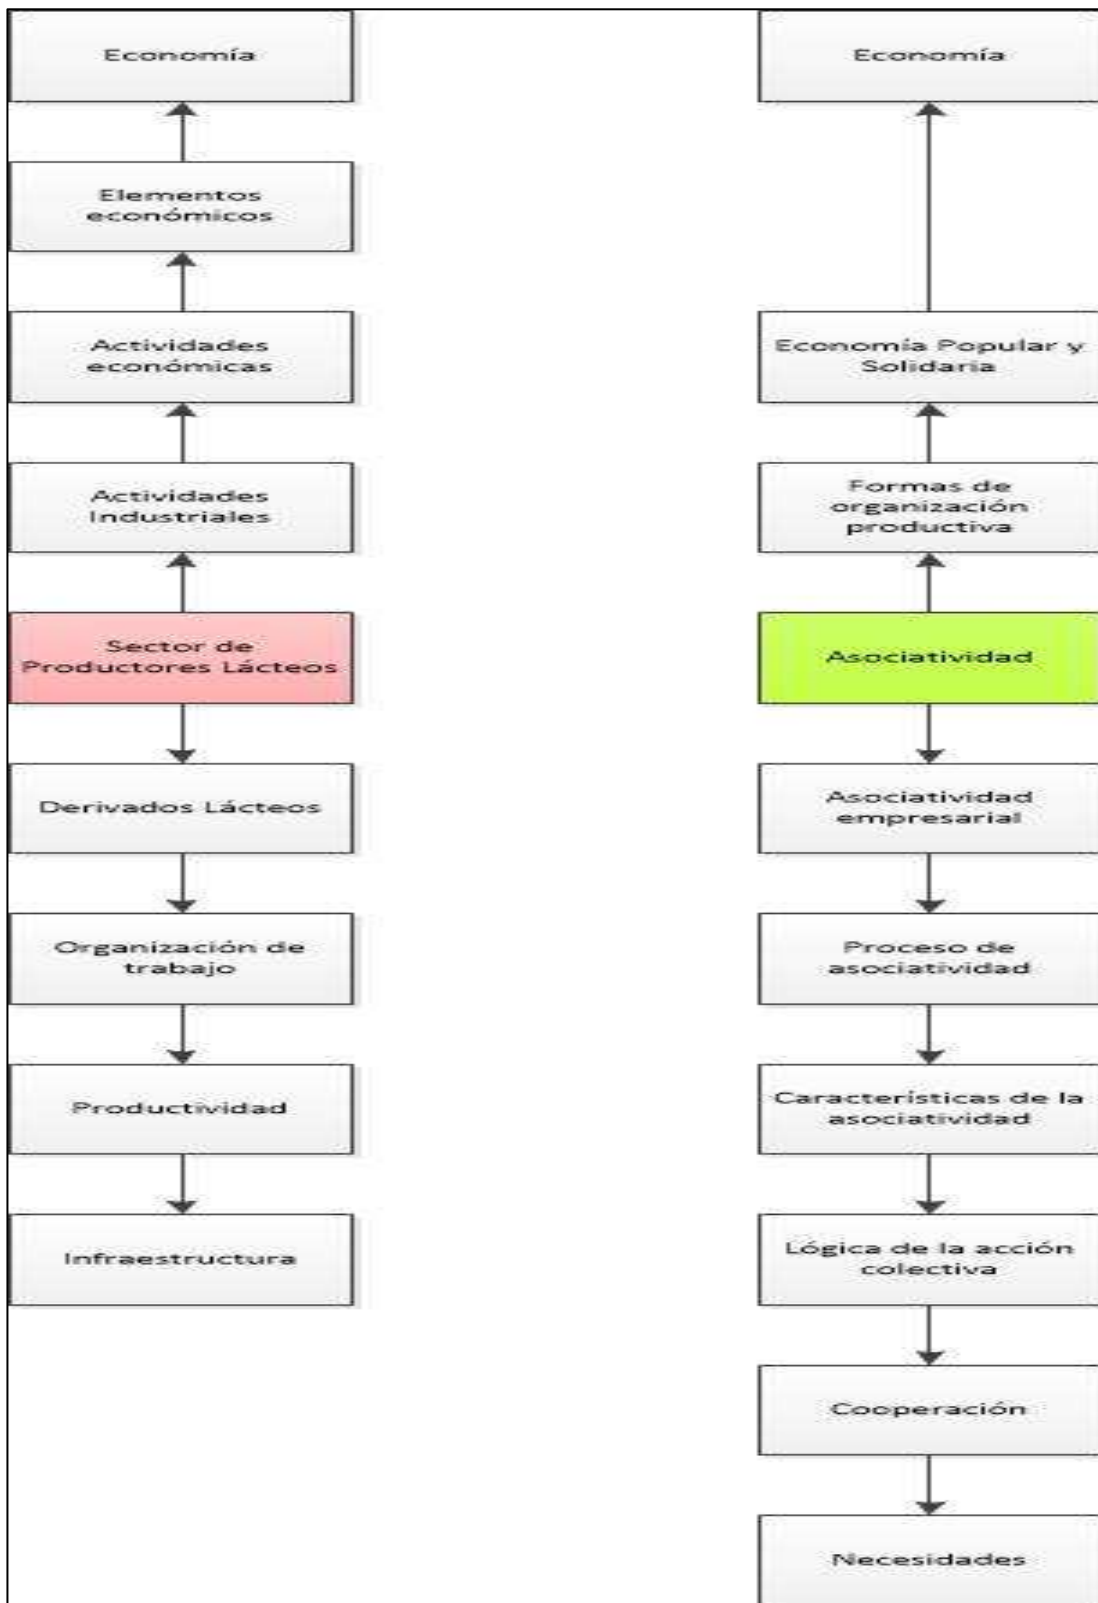 Economía
Elementos
económicos
Actividades
económicas
Actividades
Industriales
Sector de
Productores Lácteos
Derivados Lácteos
Organización de
trabajo
Productividad
Infraestructura
Economía
Economía Popular y
Solidaria
Formas de
organización
productiva
Asociatividad
Asociatividad
empresarial
Proceso de
asociatividad
Características de la
asociatividad
Lógica de la acción
colectiva
Cooperación
Necesidades